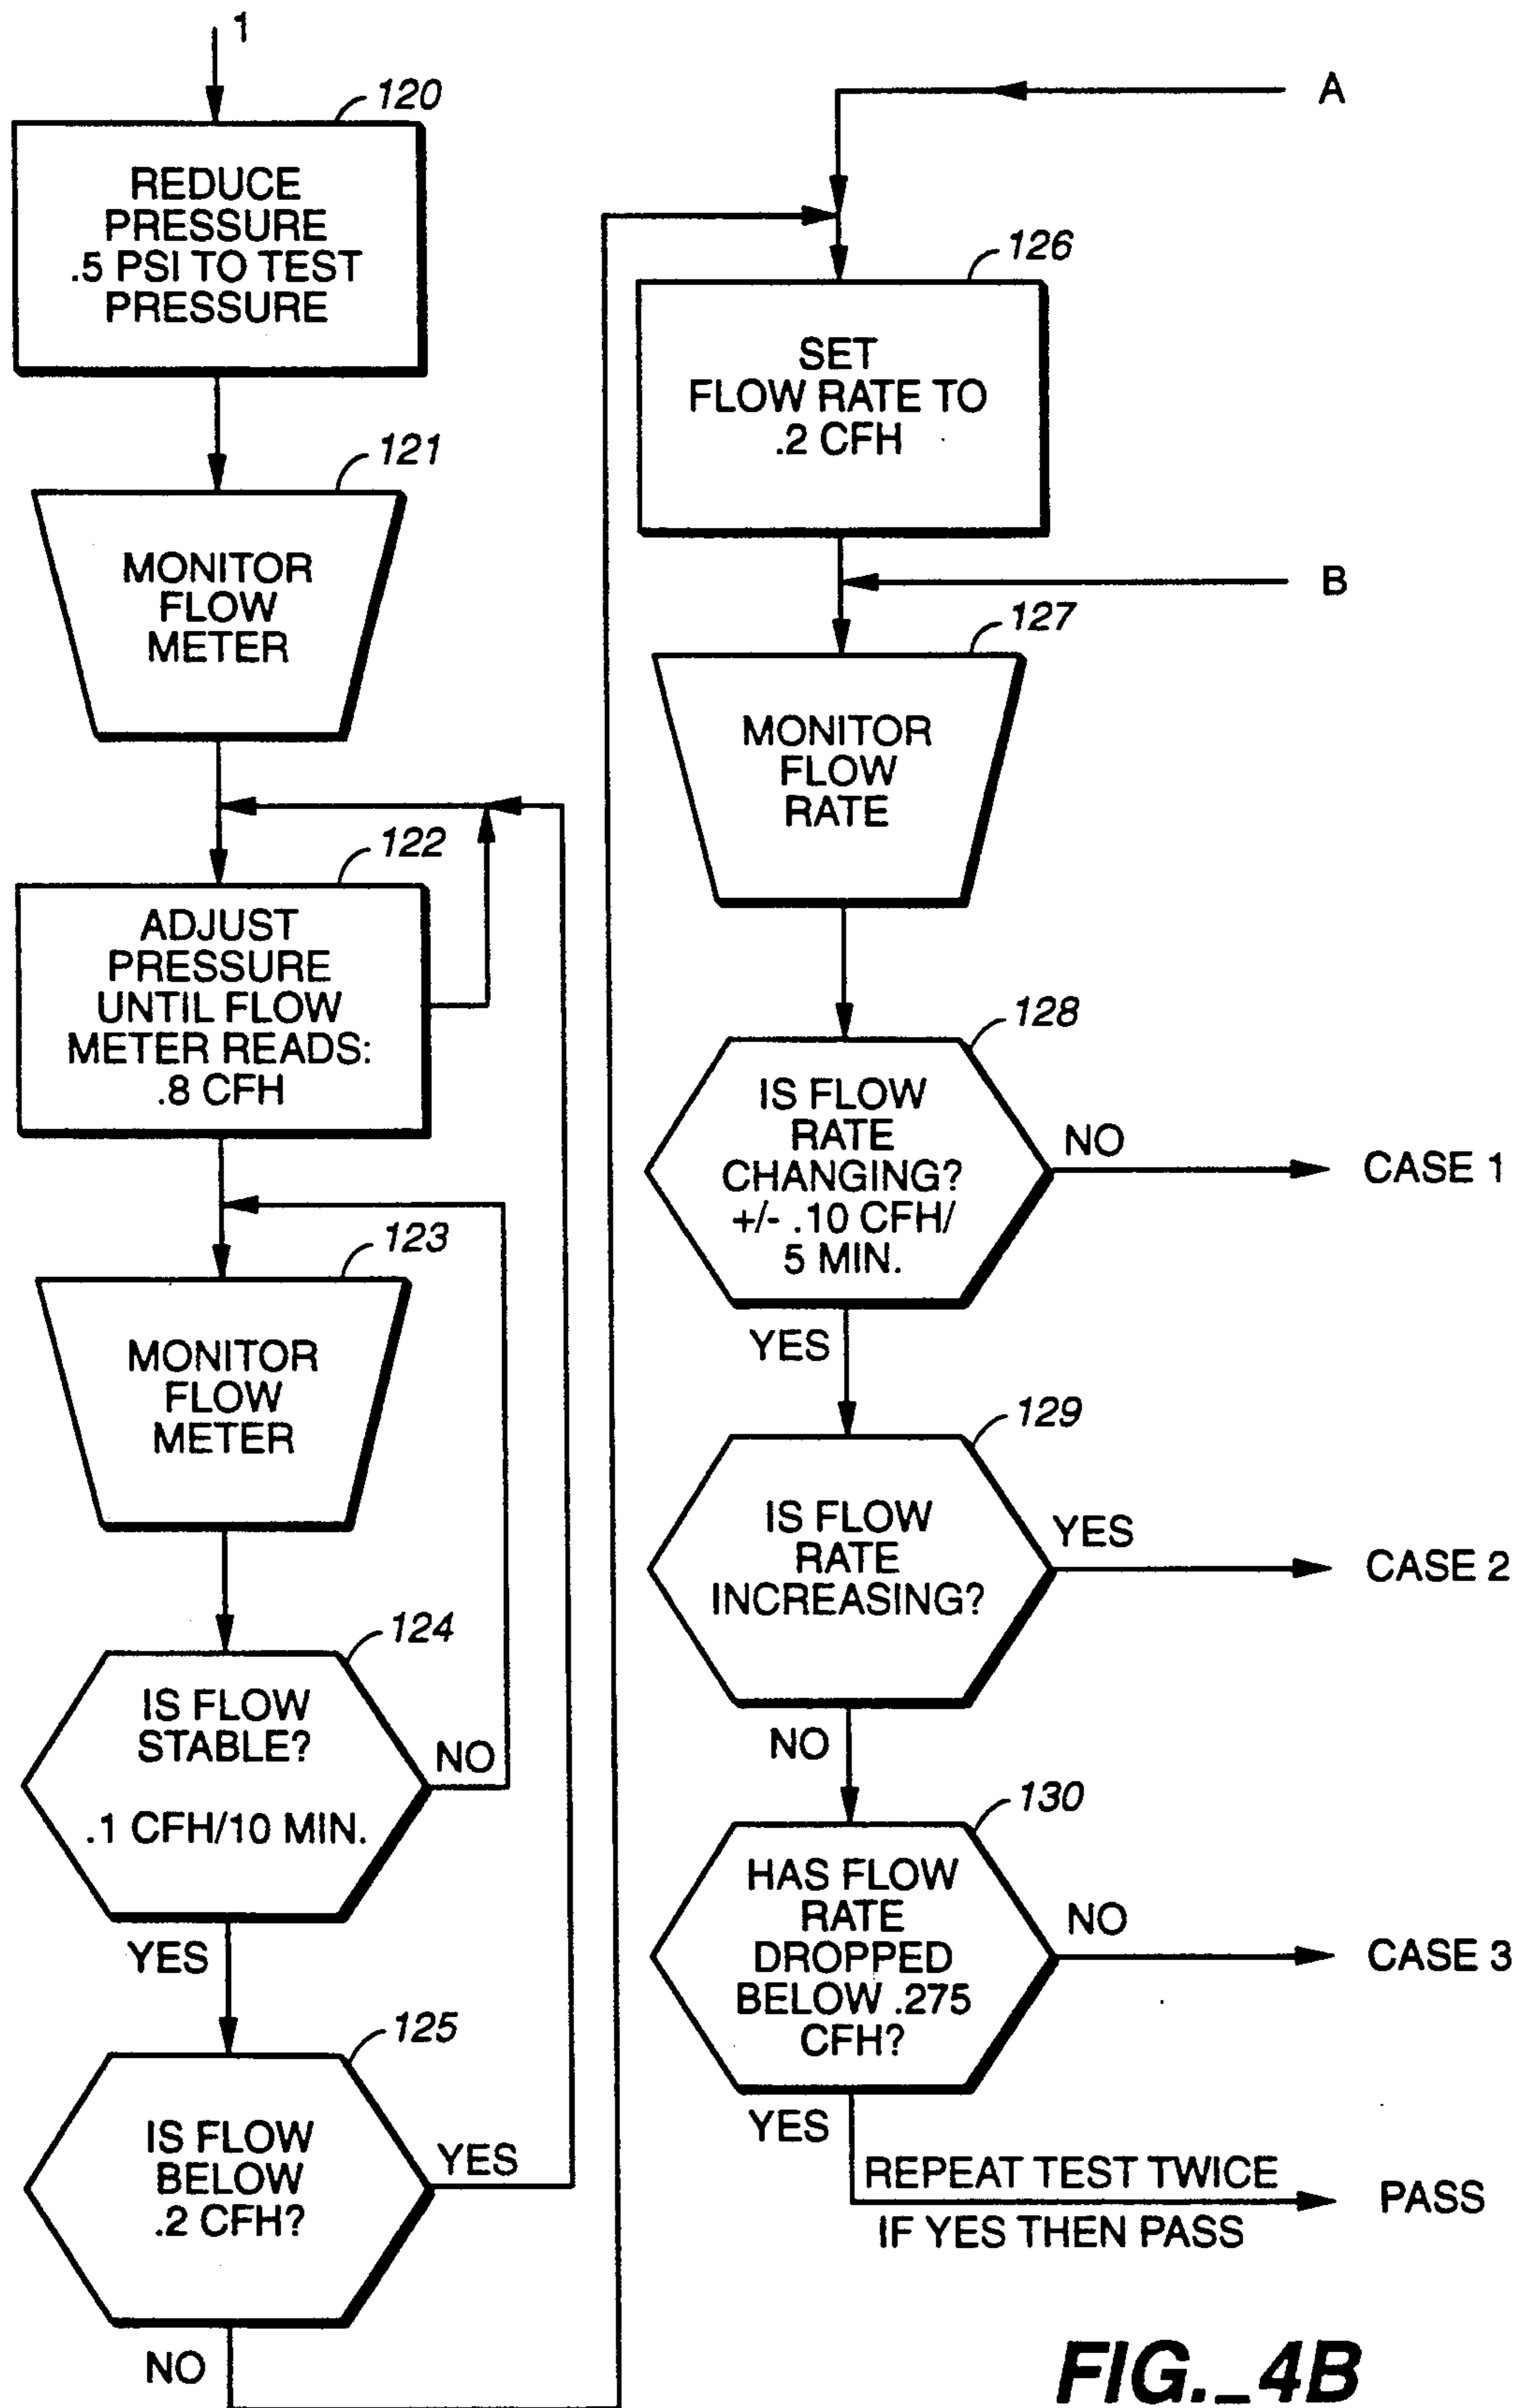 1
120
REDUCE
PRESSURE
.5 PSI TO TEST
PRESSURE
121
MONITOR
FLOW
METER
122
ADJUST
PRESSURE
UNTIL FLOW
METER READS:
.8 CFH
123
MONITOR
FLOW
METER
124
IS FLOW
STABLE?
.1 CFH/10 MIN.
NO
YES
125
IS FLOW
BELOW
.2 CFH?
YES
NO
A
126
SET
FLOW RATE TO
.2 CFH
B
127
MONITOR
FLOW
RATE
128
IS FLOW
RATE
CHANGING?
+/- .10 CFH/
5 MIN.
NO
CASE 1
YES
129
IS FLOW
RATE
INCREASING?
YES
CASE 2
NO
130
HAS FLOW
RATE
DROPPED
BELOW .275
CFH?
NO
CASE 3
YES
REPEAT TEST TWICE
IF YES THEN PASS
PASS
FIG._4B